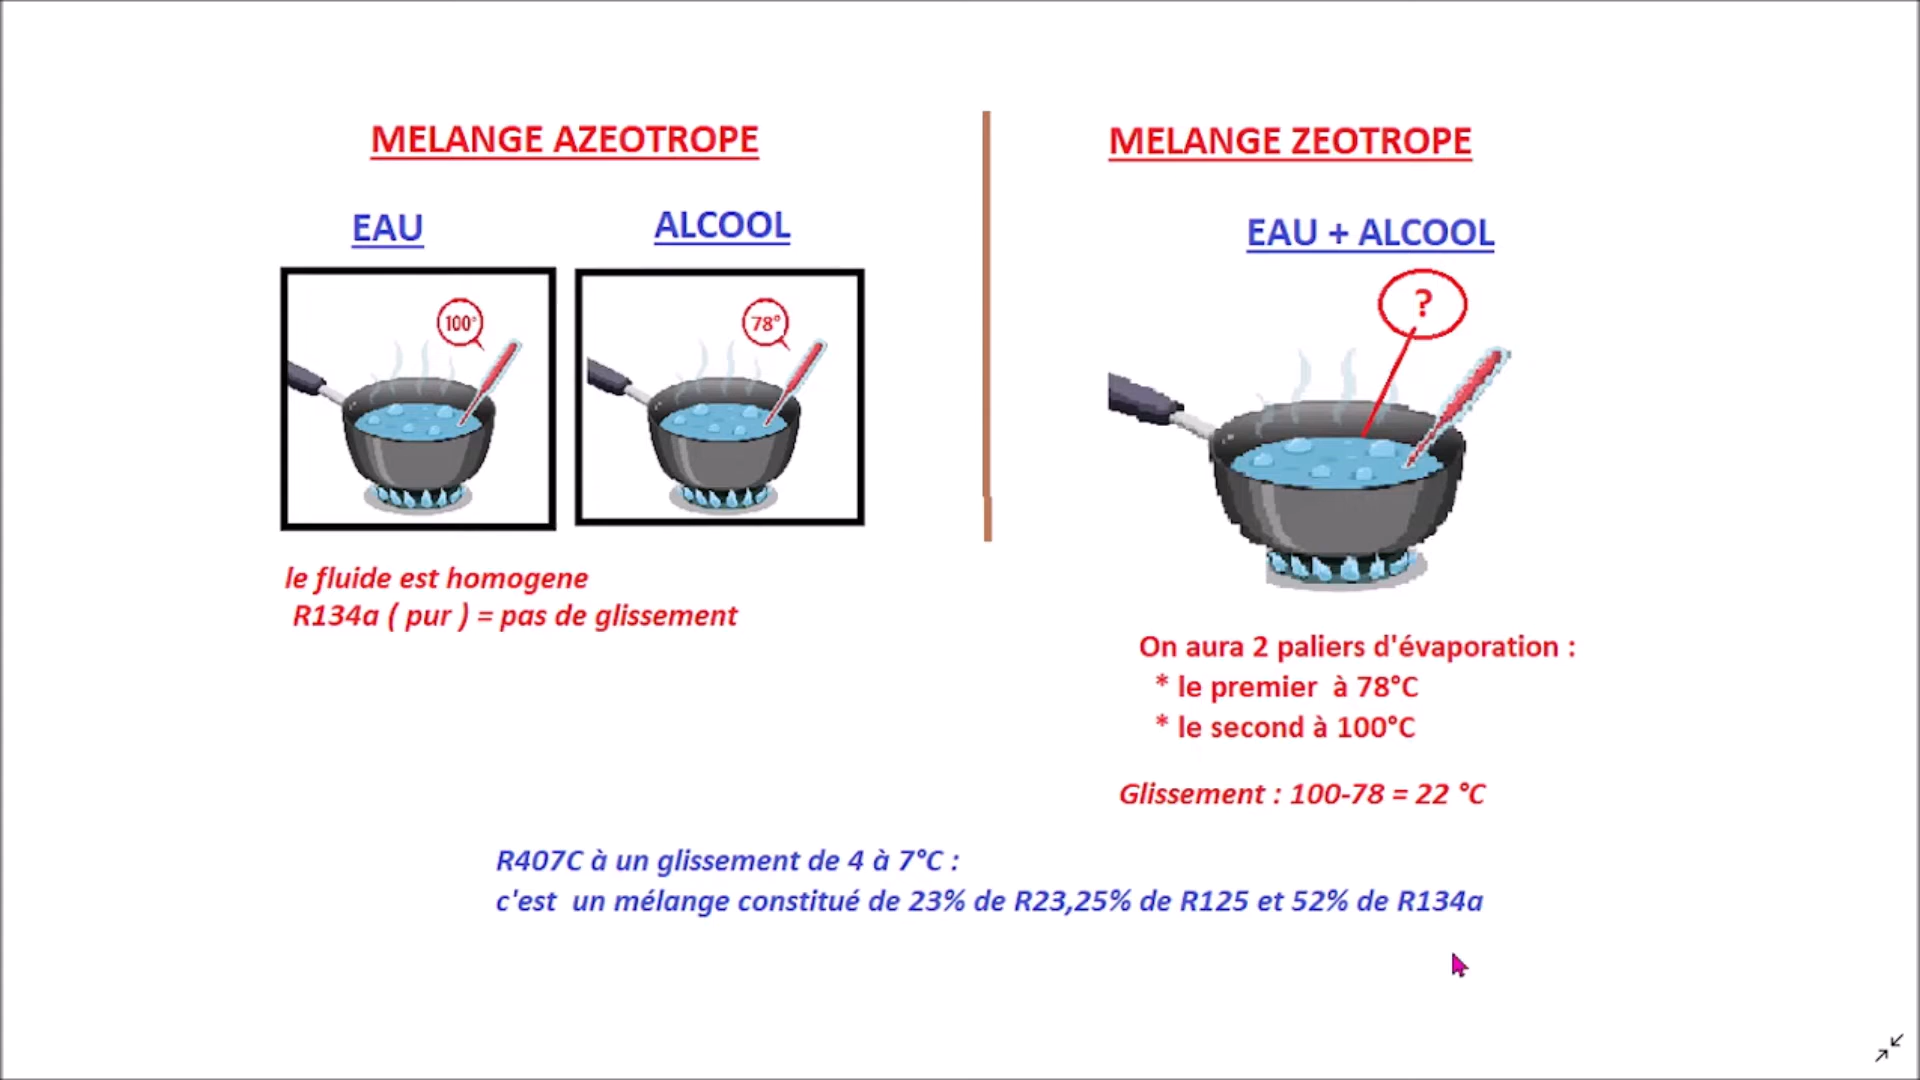 MELANGE AZEOTROPE
EAU
ALCOOL
100°
78°
le fluide est homogene
R134a ( pur ) = pas de glissement
MELANGE ZEOTROPE
EAU + ALCOOL
?
On aura 2 paliers d'évaporation :
* le premier à 78°C
* le second à 100°C
Glissement : 100-78 = 22 °C
R407C à un glissement de 4 à 7°C :
c'est un mélange constitué de 23% de R23,25% de R125 et 52% de R134a